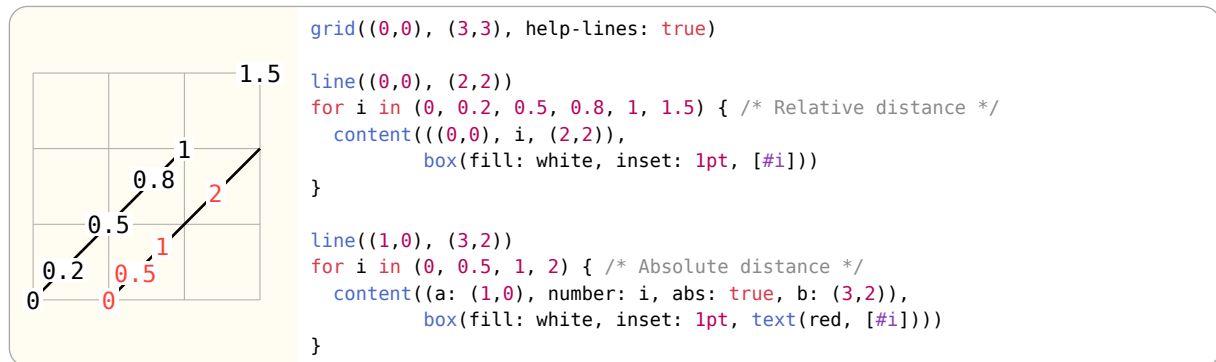 1.5
1
0.8
2
0.5
1
0.2
0.5
0
0
grid((0,0), (3,3), help-lines: true)
line((0,0), (2,2))
for i in (0, 0.2, 0.5, 0.8, 1, 1.5) { /* Relative distance */
  content(((0,0), i, (2,2)),
          box(fill: white, inset: 1pt, [#i]))
}
line((1,0), (3,2))
for i in (0, 0.5, 1, 2) { /* Absolute distance */
  content((a: (1,0), number: i, abs: true, b: (3,2)),
          box(fill: white, inset: 1pt, text(red, [#i])))
}